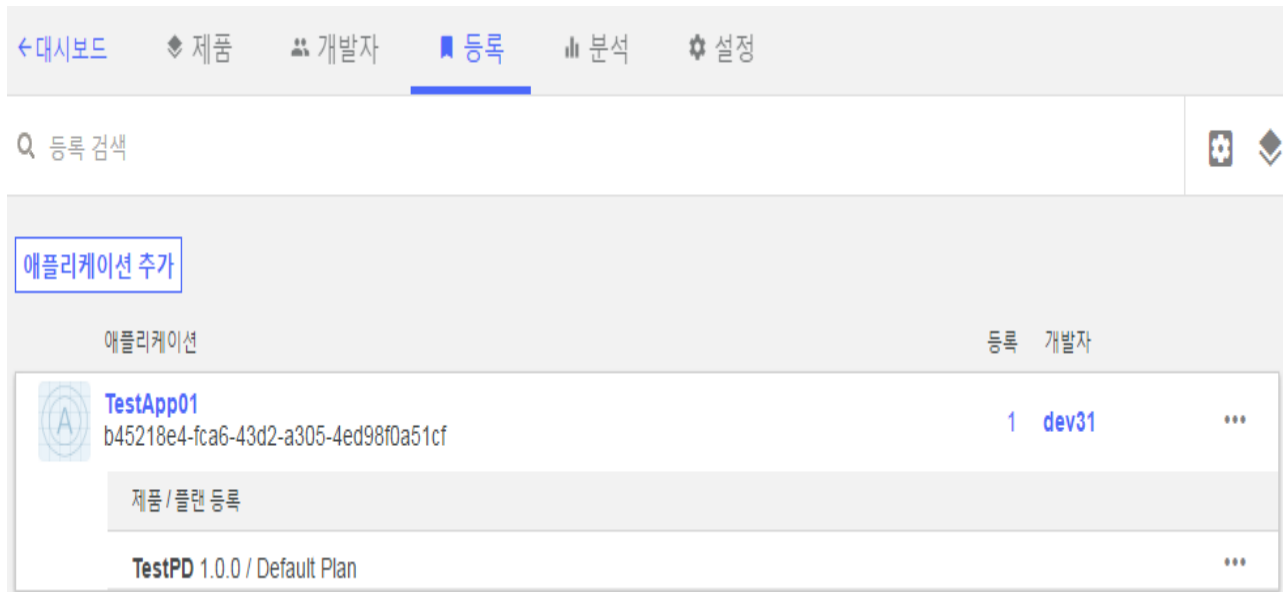 ←대시보드 제품 개발자 등록 분석 설정
등록 검색
애플리케이션 추가
애플리케이션 등록 개발자
TestApp01
b45218e4-fca6-43d2-a305-4ed98f0a51cf 1 dev31 •••
제품 / 플랜 등록
TestPD 1.0.0 / Default Plan •••